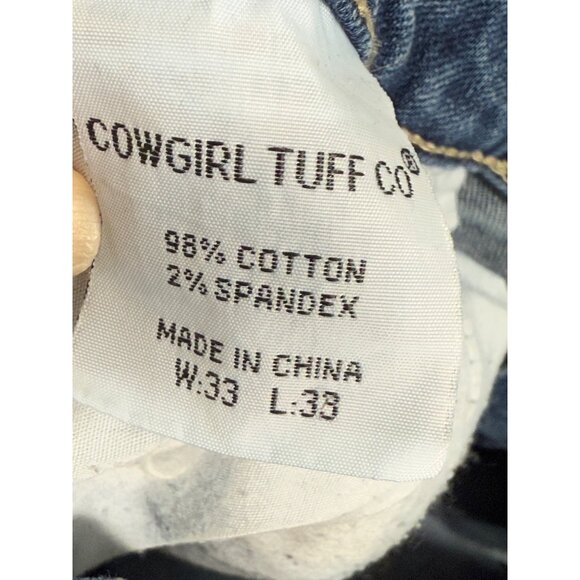 COWGIRL TUFF CO®
98% COTTON
2% SPANDEX
MADE IN CHINA
W:33 L:33